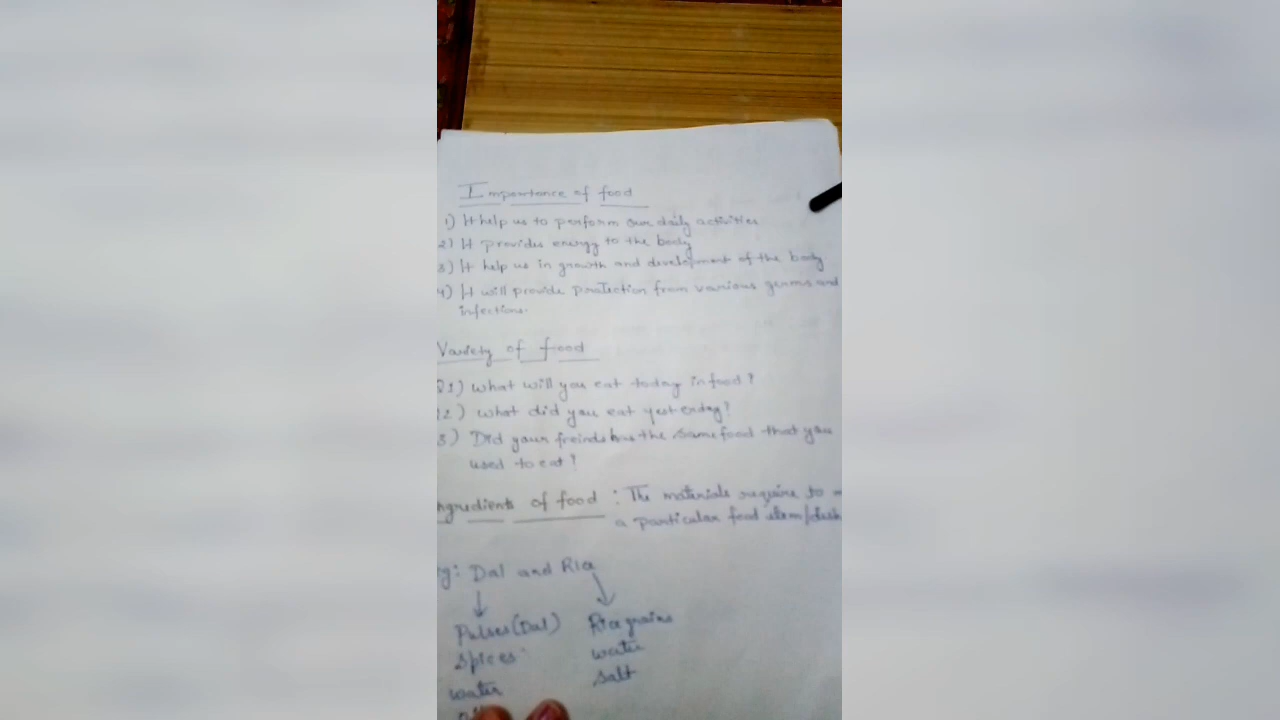 Importance of food
1) It help us to perform our daily activities
2) It provides energy to the body
3) It help us in growth and development of the body
4) It will provide protection from various germs and
infections.
Variety of food
Q1) What will you eat today in food?
2) What did you eat yesterday?
3) Did your freinds has the same food that you
used to eat?
ngredients of food : The materials require to
a particular food item/dish
eg: Dal and Rice
Pulses (Dal) Rice grains
Spices water
water salt